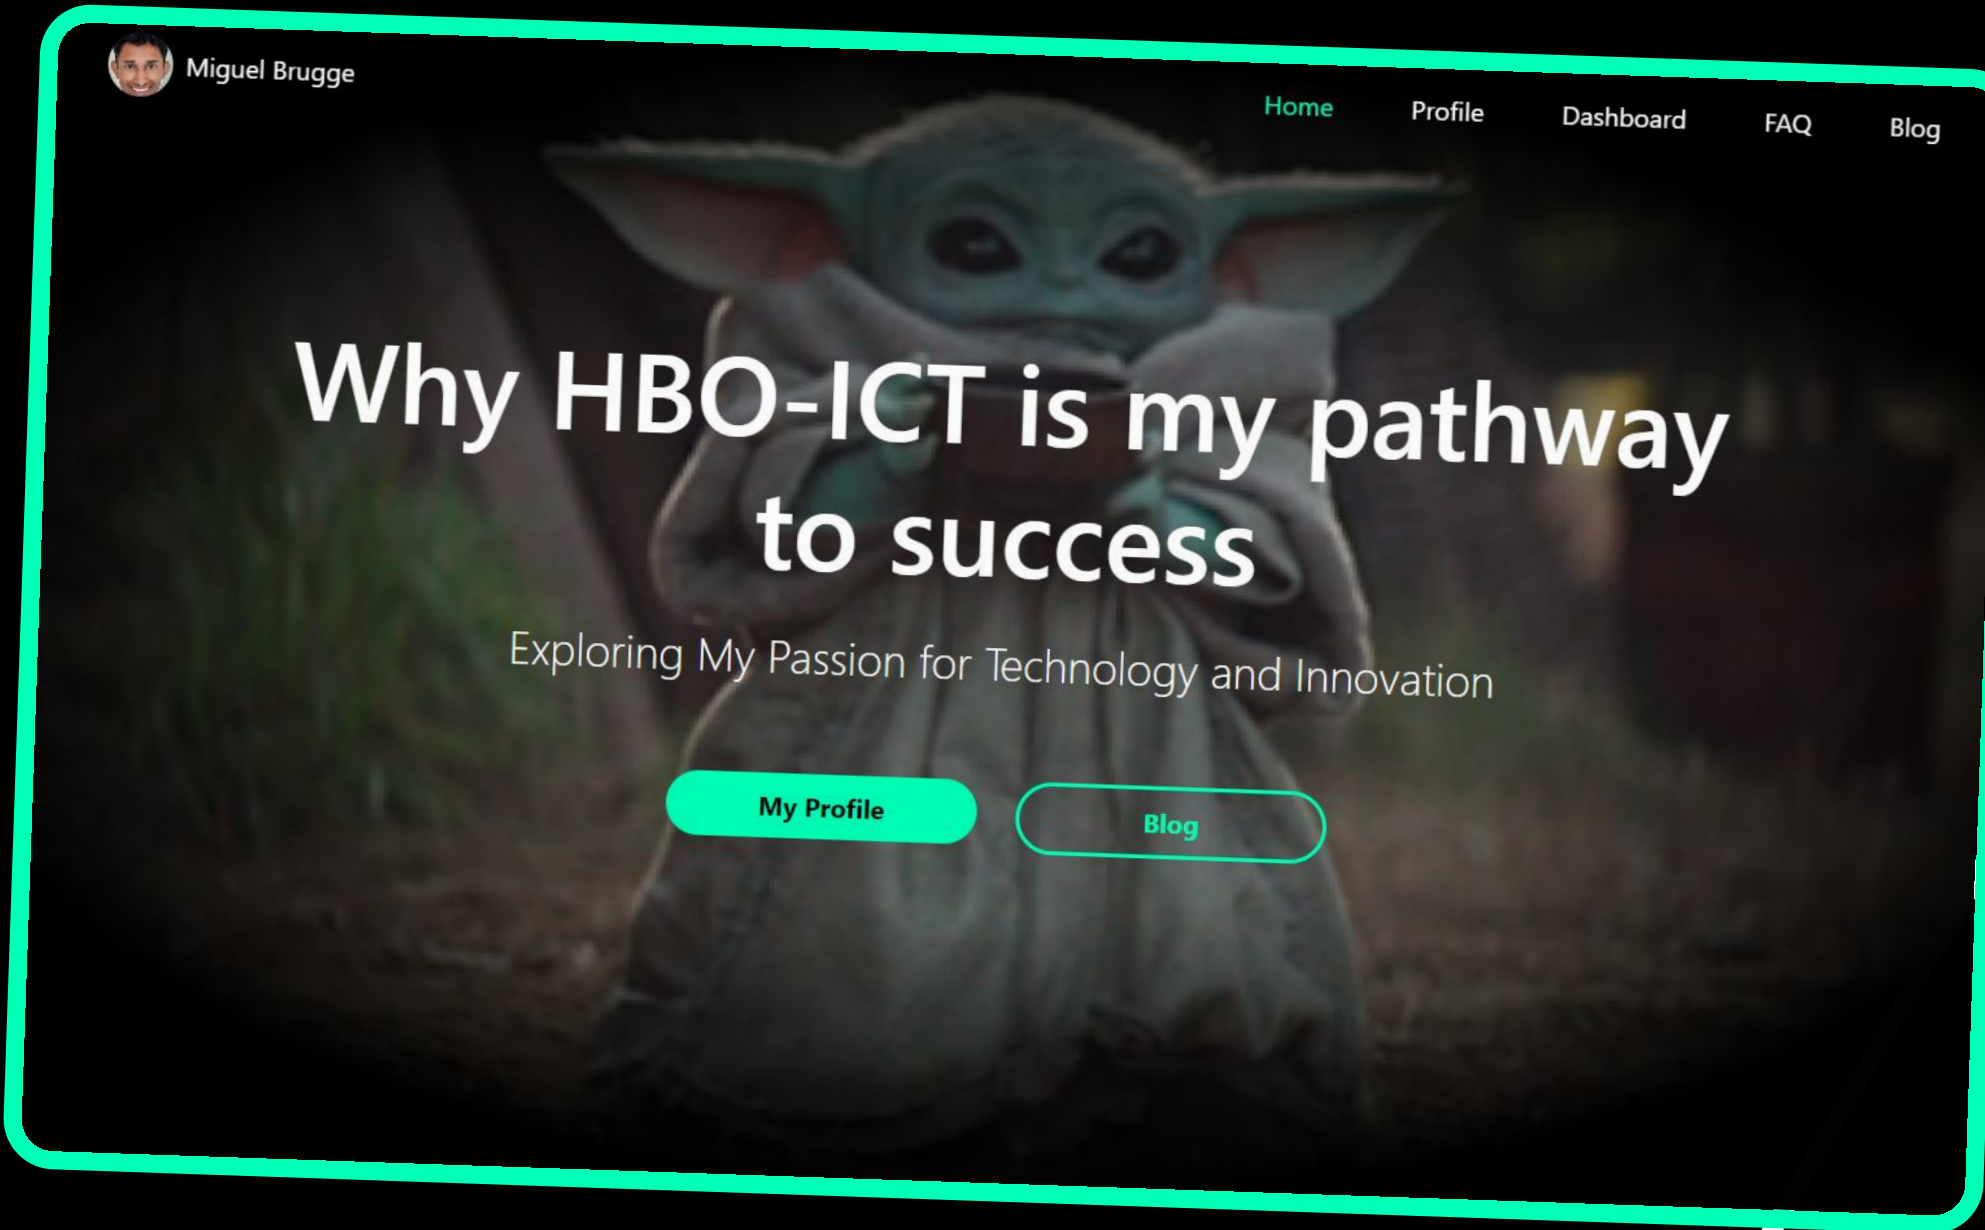 Miguel Brugge
Home Profile Dashboard FAQ Blog
Why HBO-ICT is my pathway
to success
Exploring My Passion for Technology and Innovation
My Profile Blog